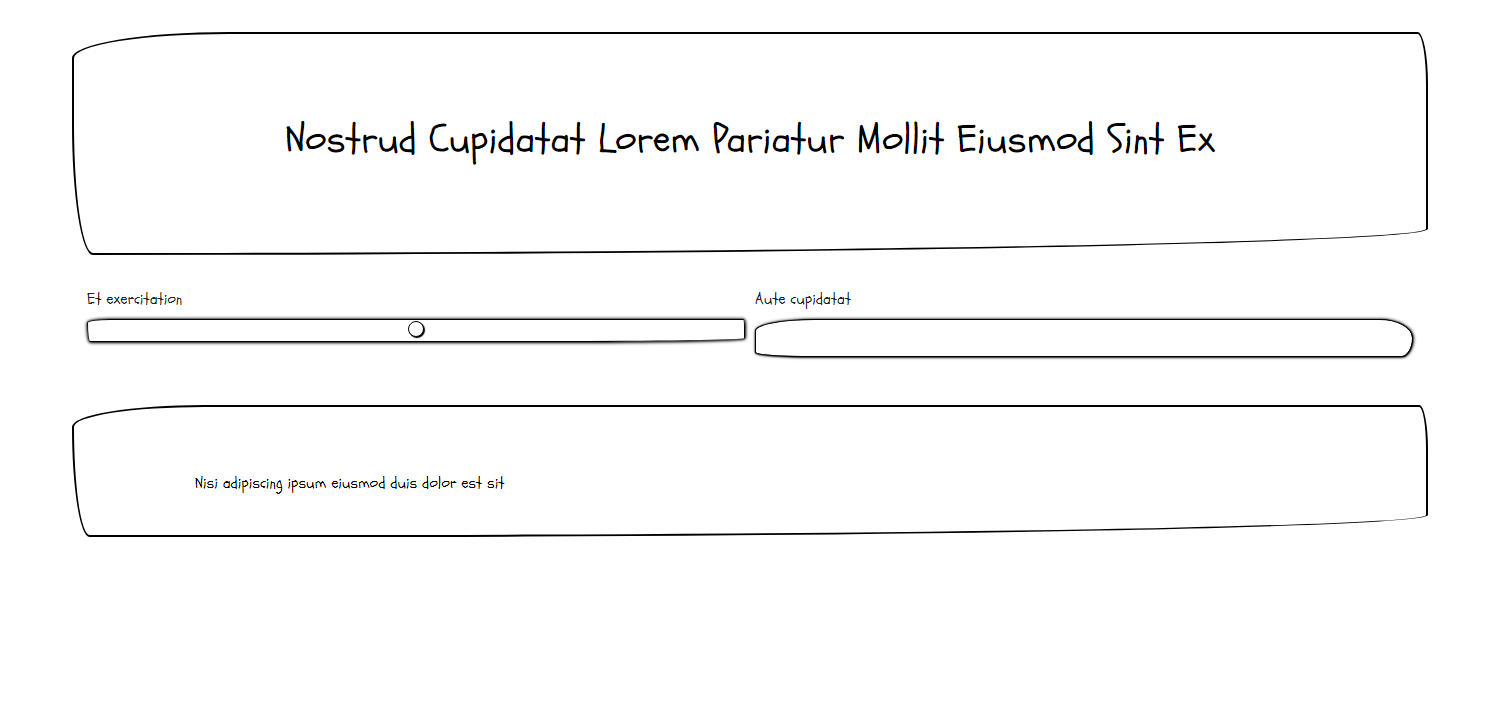 Nostrud Cupidatat Lorem Pariatur Mollit Eiusmod Sint Ex
Et exercitation
Aute cupidatat
Nisi adipiscing ipsum eiusmod duis dolor est sit